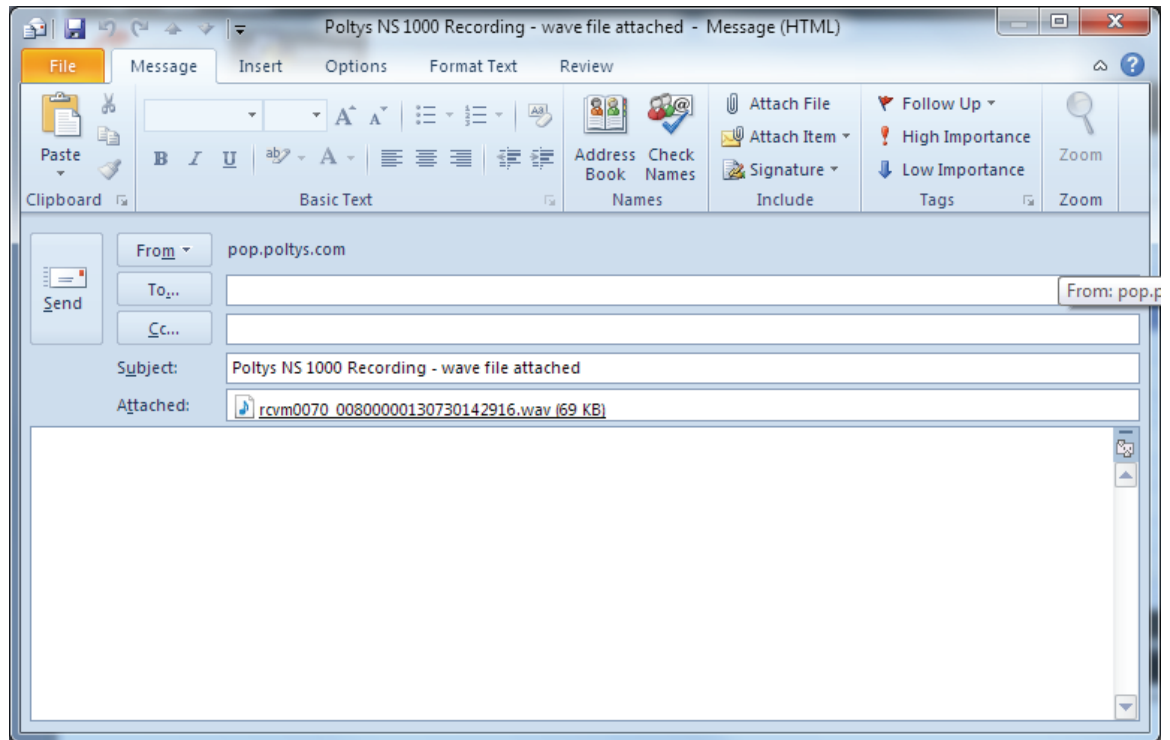 Poltys NS 1000 Recording - wave file attached - Message (HTML)
File Message Insert Options Format Text Review
Paste
Clipboard
B I U ab A
Basic Text
Address Book
Check Names
Names
Attach File
Attach Item
Signature
Include
Follow Up
High Importance
Low Importance
Tags
Zoom
Zoom
Send
From pop.poltys.com
To...
From: pop.p
Cc...
Subject: Poltys NS 1000 Recording - wave file attached
Attached: rcvm0070_00800000130730142916.wav (69 KB)